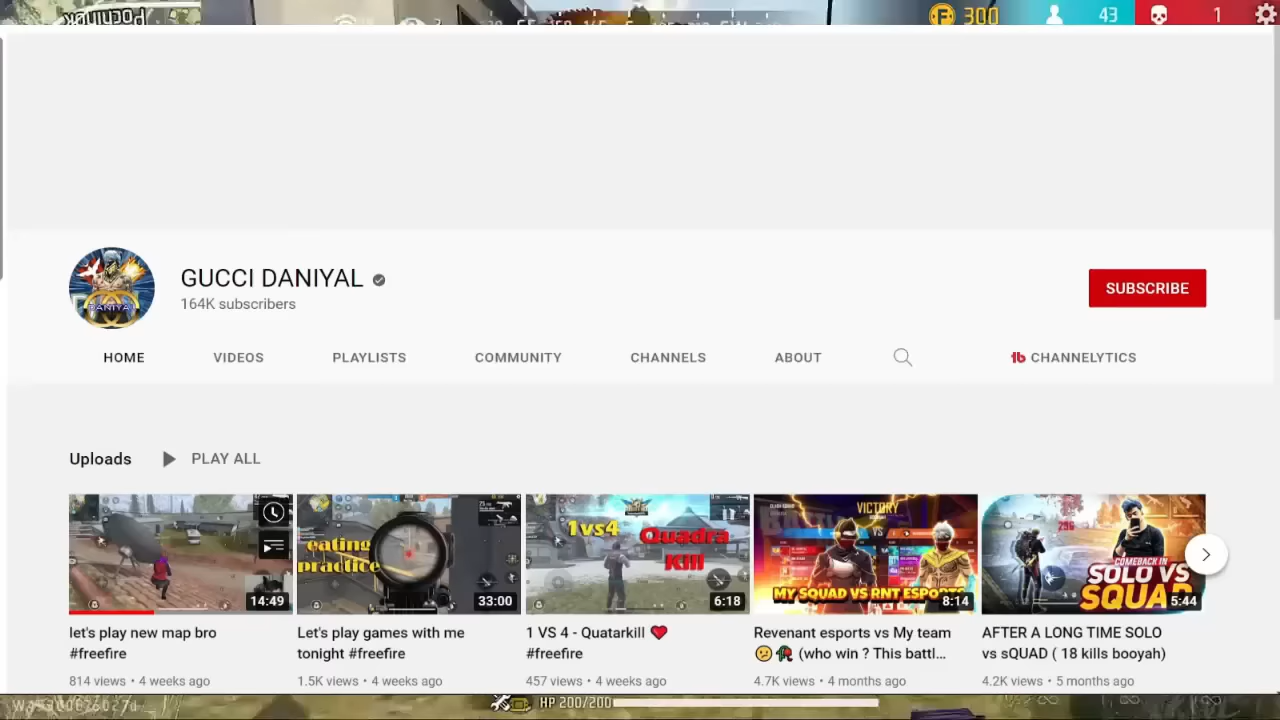 300 43 1
GUCCI DANIYAL
164K subscribers
SUBSCRIBE
HOME VIDEOS PLAYLISTS COMMUNITY CHANNELS ABOUT CHANNELYTICS
Uploads PLAY ALL
eating
practice
1vs4
Quadra
Kill
VICTORY
VS
MY SQUAD VS RNT ESPORTS
COMEBACK IN
SOLO VS
SQUAD
14:49 33:00 6:18 8:14 5:44
let's play new map bro
#freefire
814 views • 4 weeks ago
Let's play games with me
tonight #freefire
1.5K views • 4 weeks ago
1 VS 4 - Quatarkill ❤️
#freefire
457 views • 4 weeks ago
Revenant esports vs My team
😕🥀 (who win ? This battl...
4.7K views • 4 months ago
AFTER A LONG TIME SOLO
vs sQUAD ( 18 kills booyah)
4.2K views • 5 months ago
HP 200/200